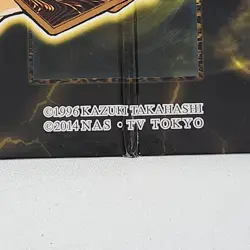 ©1996 KAZUKI TAKAHASHI
©2014 NAS • TV TOKYO